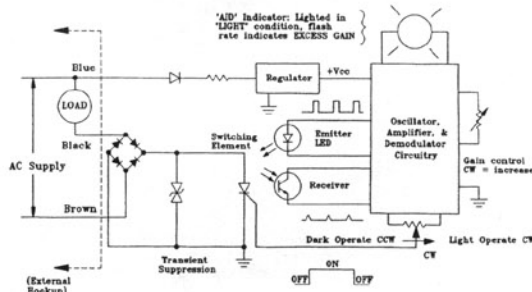 'AID' Indicator: Lighted in
"LIGHT" condition, flash
rate indicates EXCESS GAIN
Blue
LOAD
Black
AC Supply
Brown
(External
Hookup)
Regulator
+Vcc
Switching
Element
Emitter
LED
Receiver
Oscillator,
Amplifier, &
Demodulator
Circuitry
Gain control
CW = increase
Transient
Suppression
Dark Operate CCW
Light Operate CW
CW
OFF
ON
OFF